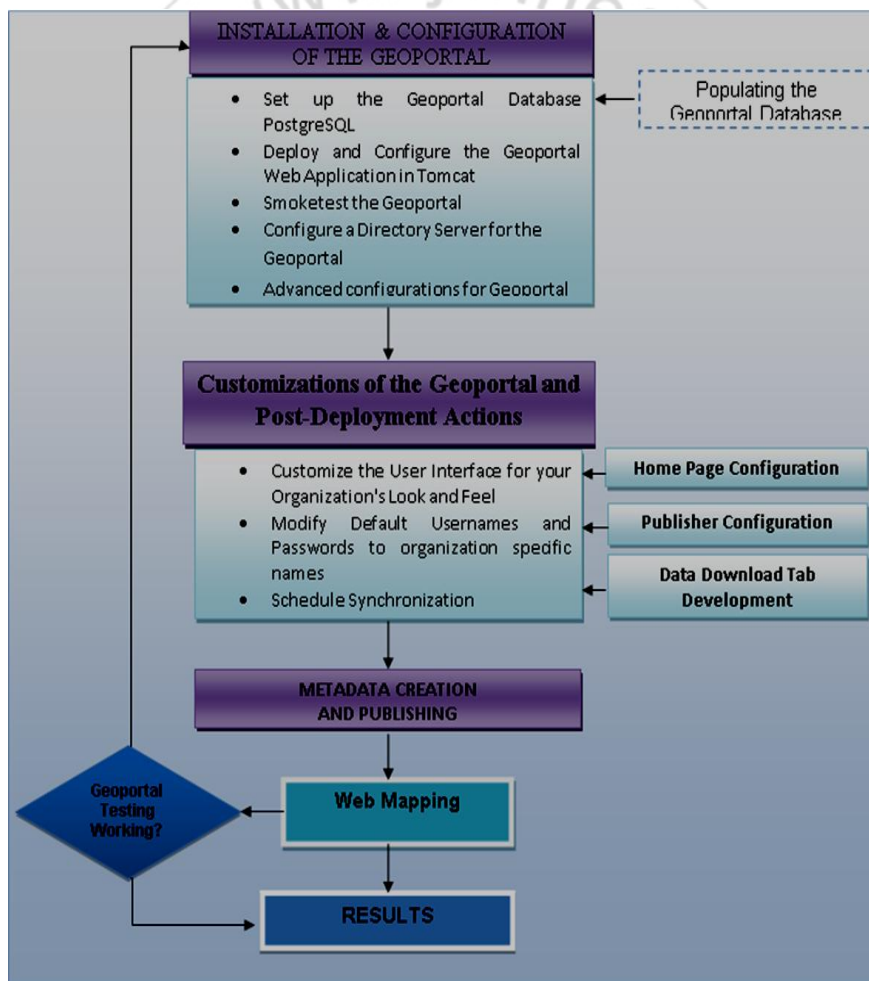 INSTALLATION & CONFIGURATION
OF THE GEOPORTAL
Populating the
Geoportal Database
• Set up the Geoportal Database
PostgreSQL
• Deploy and Configure the Geoportal
Web Application in Tomcat
• Smoketest the Geoportal
• Configure a Directory Server for the
Geoportal
• Advanced configurations for Geoportal
Customizations of the Geoportal and
Post-Deployment Actions
• Customize the User Interface for your
Organization's Look and Feel
• Modify Default Usernames and
Passwords to organization specific
names
• Schedule Synchronization
Home Page Configuration
Publisher Configuration
Data Download Tab
Development
METADATA CREATION
AND PUBLISHING
Geoportal
Testing
Working?
Web Mapping
RESULTS